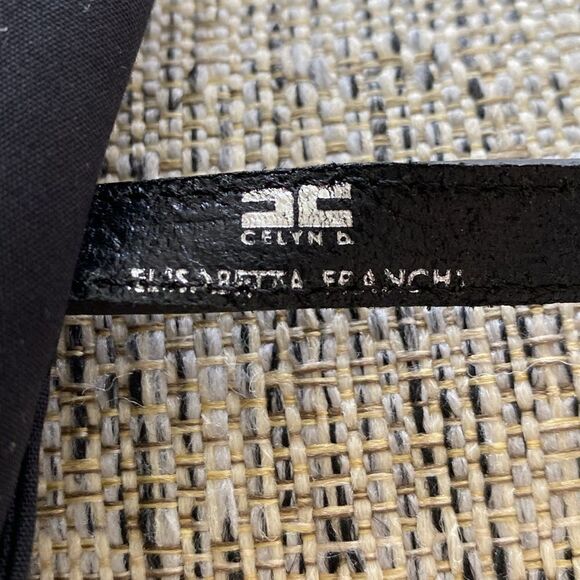 CELYN b.
ELISABETTA FRANCHI